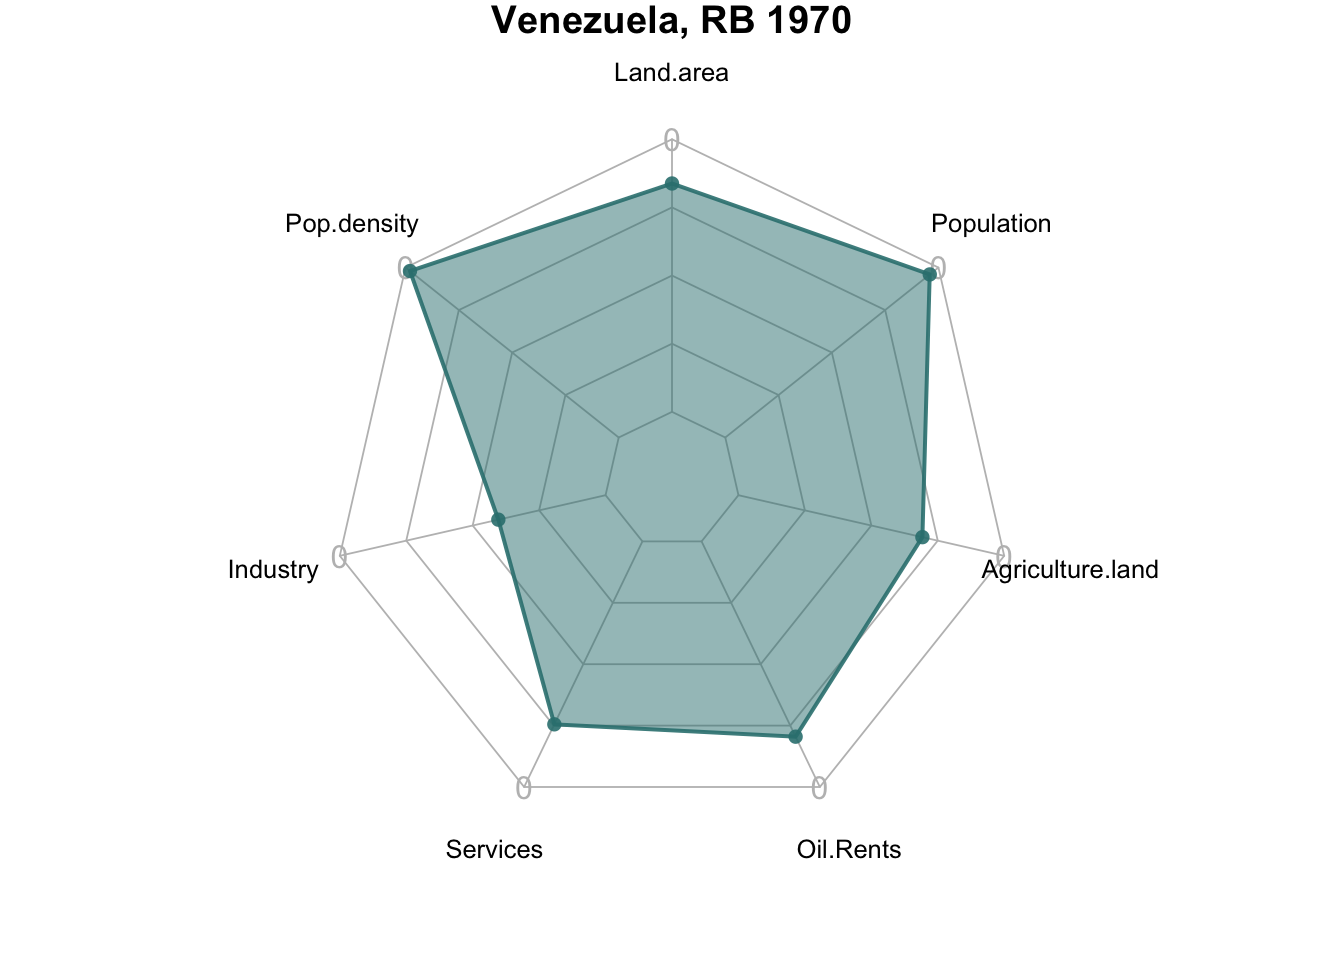 Venezuela, RB 1970
Land.area
0
Pop.density
Population
0
0
Industry
0
0
Agriculture.land
0
0
Services
Oil.Rents